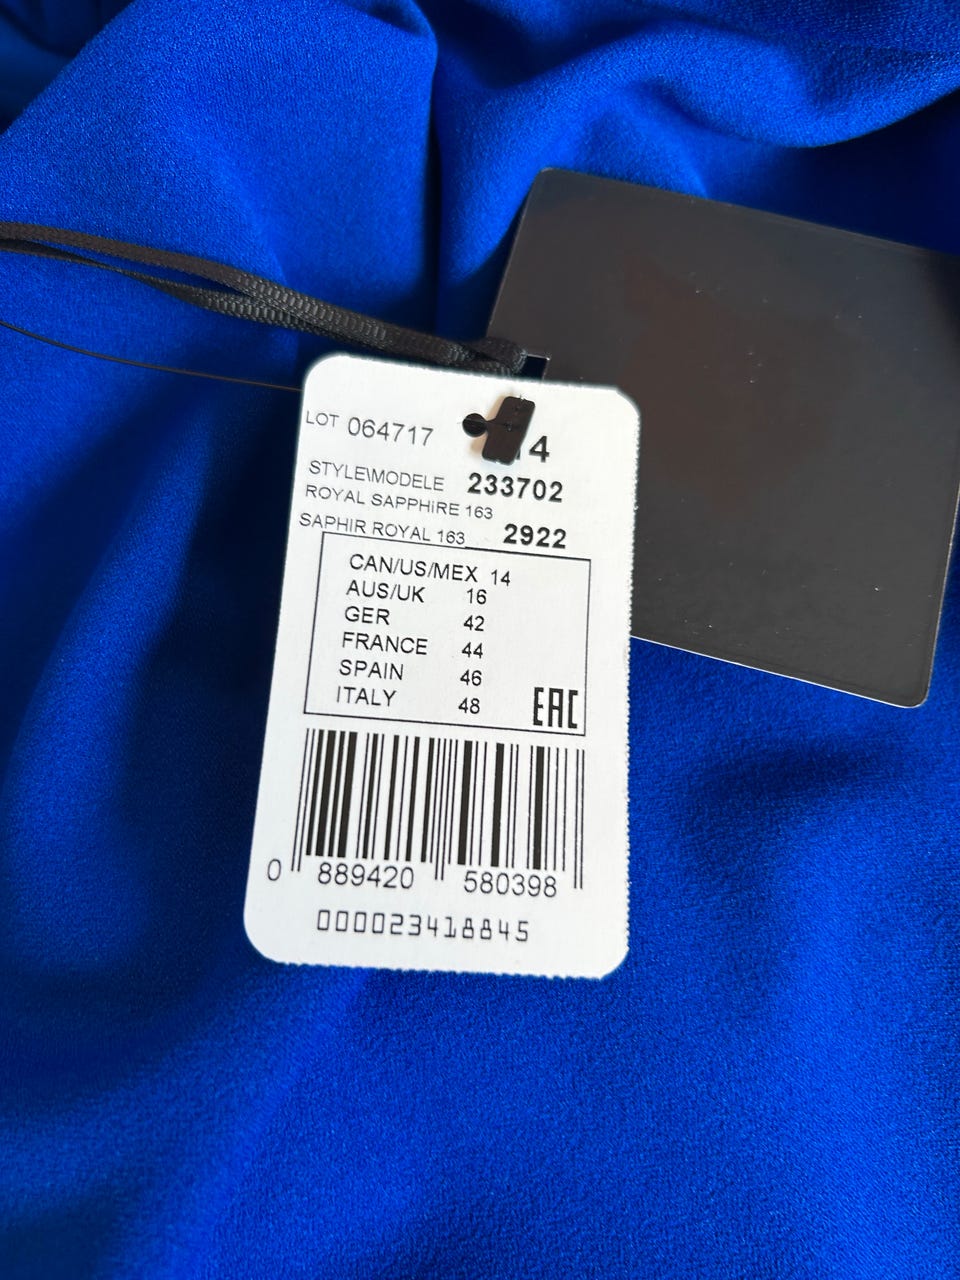 LOT 064717
14
STYLE\MODELE 233702
ROYAL SAPPHIRE 163
SAPHIR ROYAL 163 2922
CAN/US/MEX 14
AUS/UK 16
GER 42
FRANCE 44
SPAIN 46
ITALY 48
EAC
0 889420 580398
000023418845